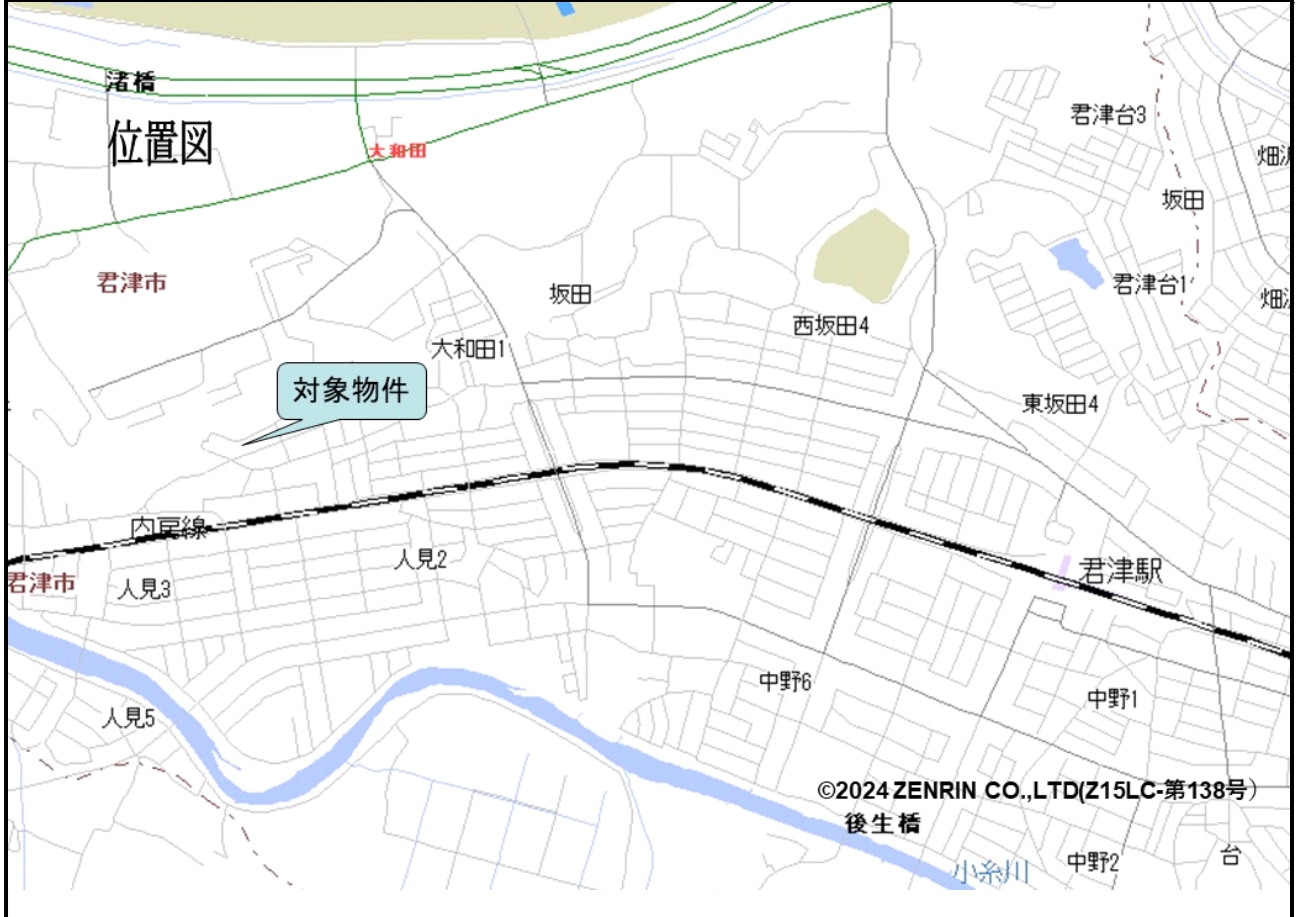 渚橋
位置図
大和田
君津台3
畑沢
坂田
君津市
坂田
君津台1
西坂田4
大和田1
対象物件
東坂田4
内房線
人見2
君津駅
君津市
人見3
中野6
中野1
人見5
©2024 ZENRIN CO.,LTD(Z15LC-第138号)
後生橋
小糸川
中野2
台